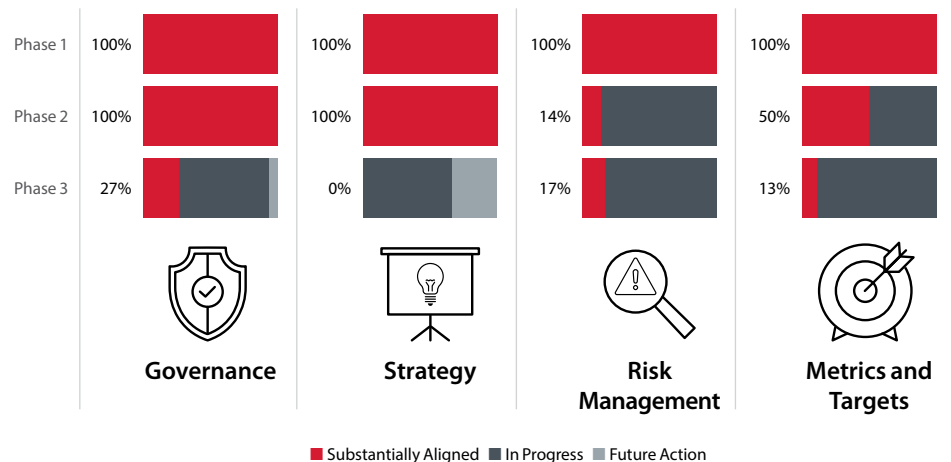 Phase 1 100% 100% 100% 100%
Phase 2 100% 100% 14% 50%
Phase 3 27% 0% 17% 13%
Governance Strategy Risk Management Metrics and Targets
Substantially Aligned In Progress Future Action